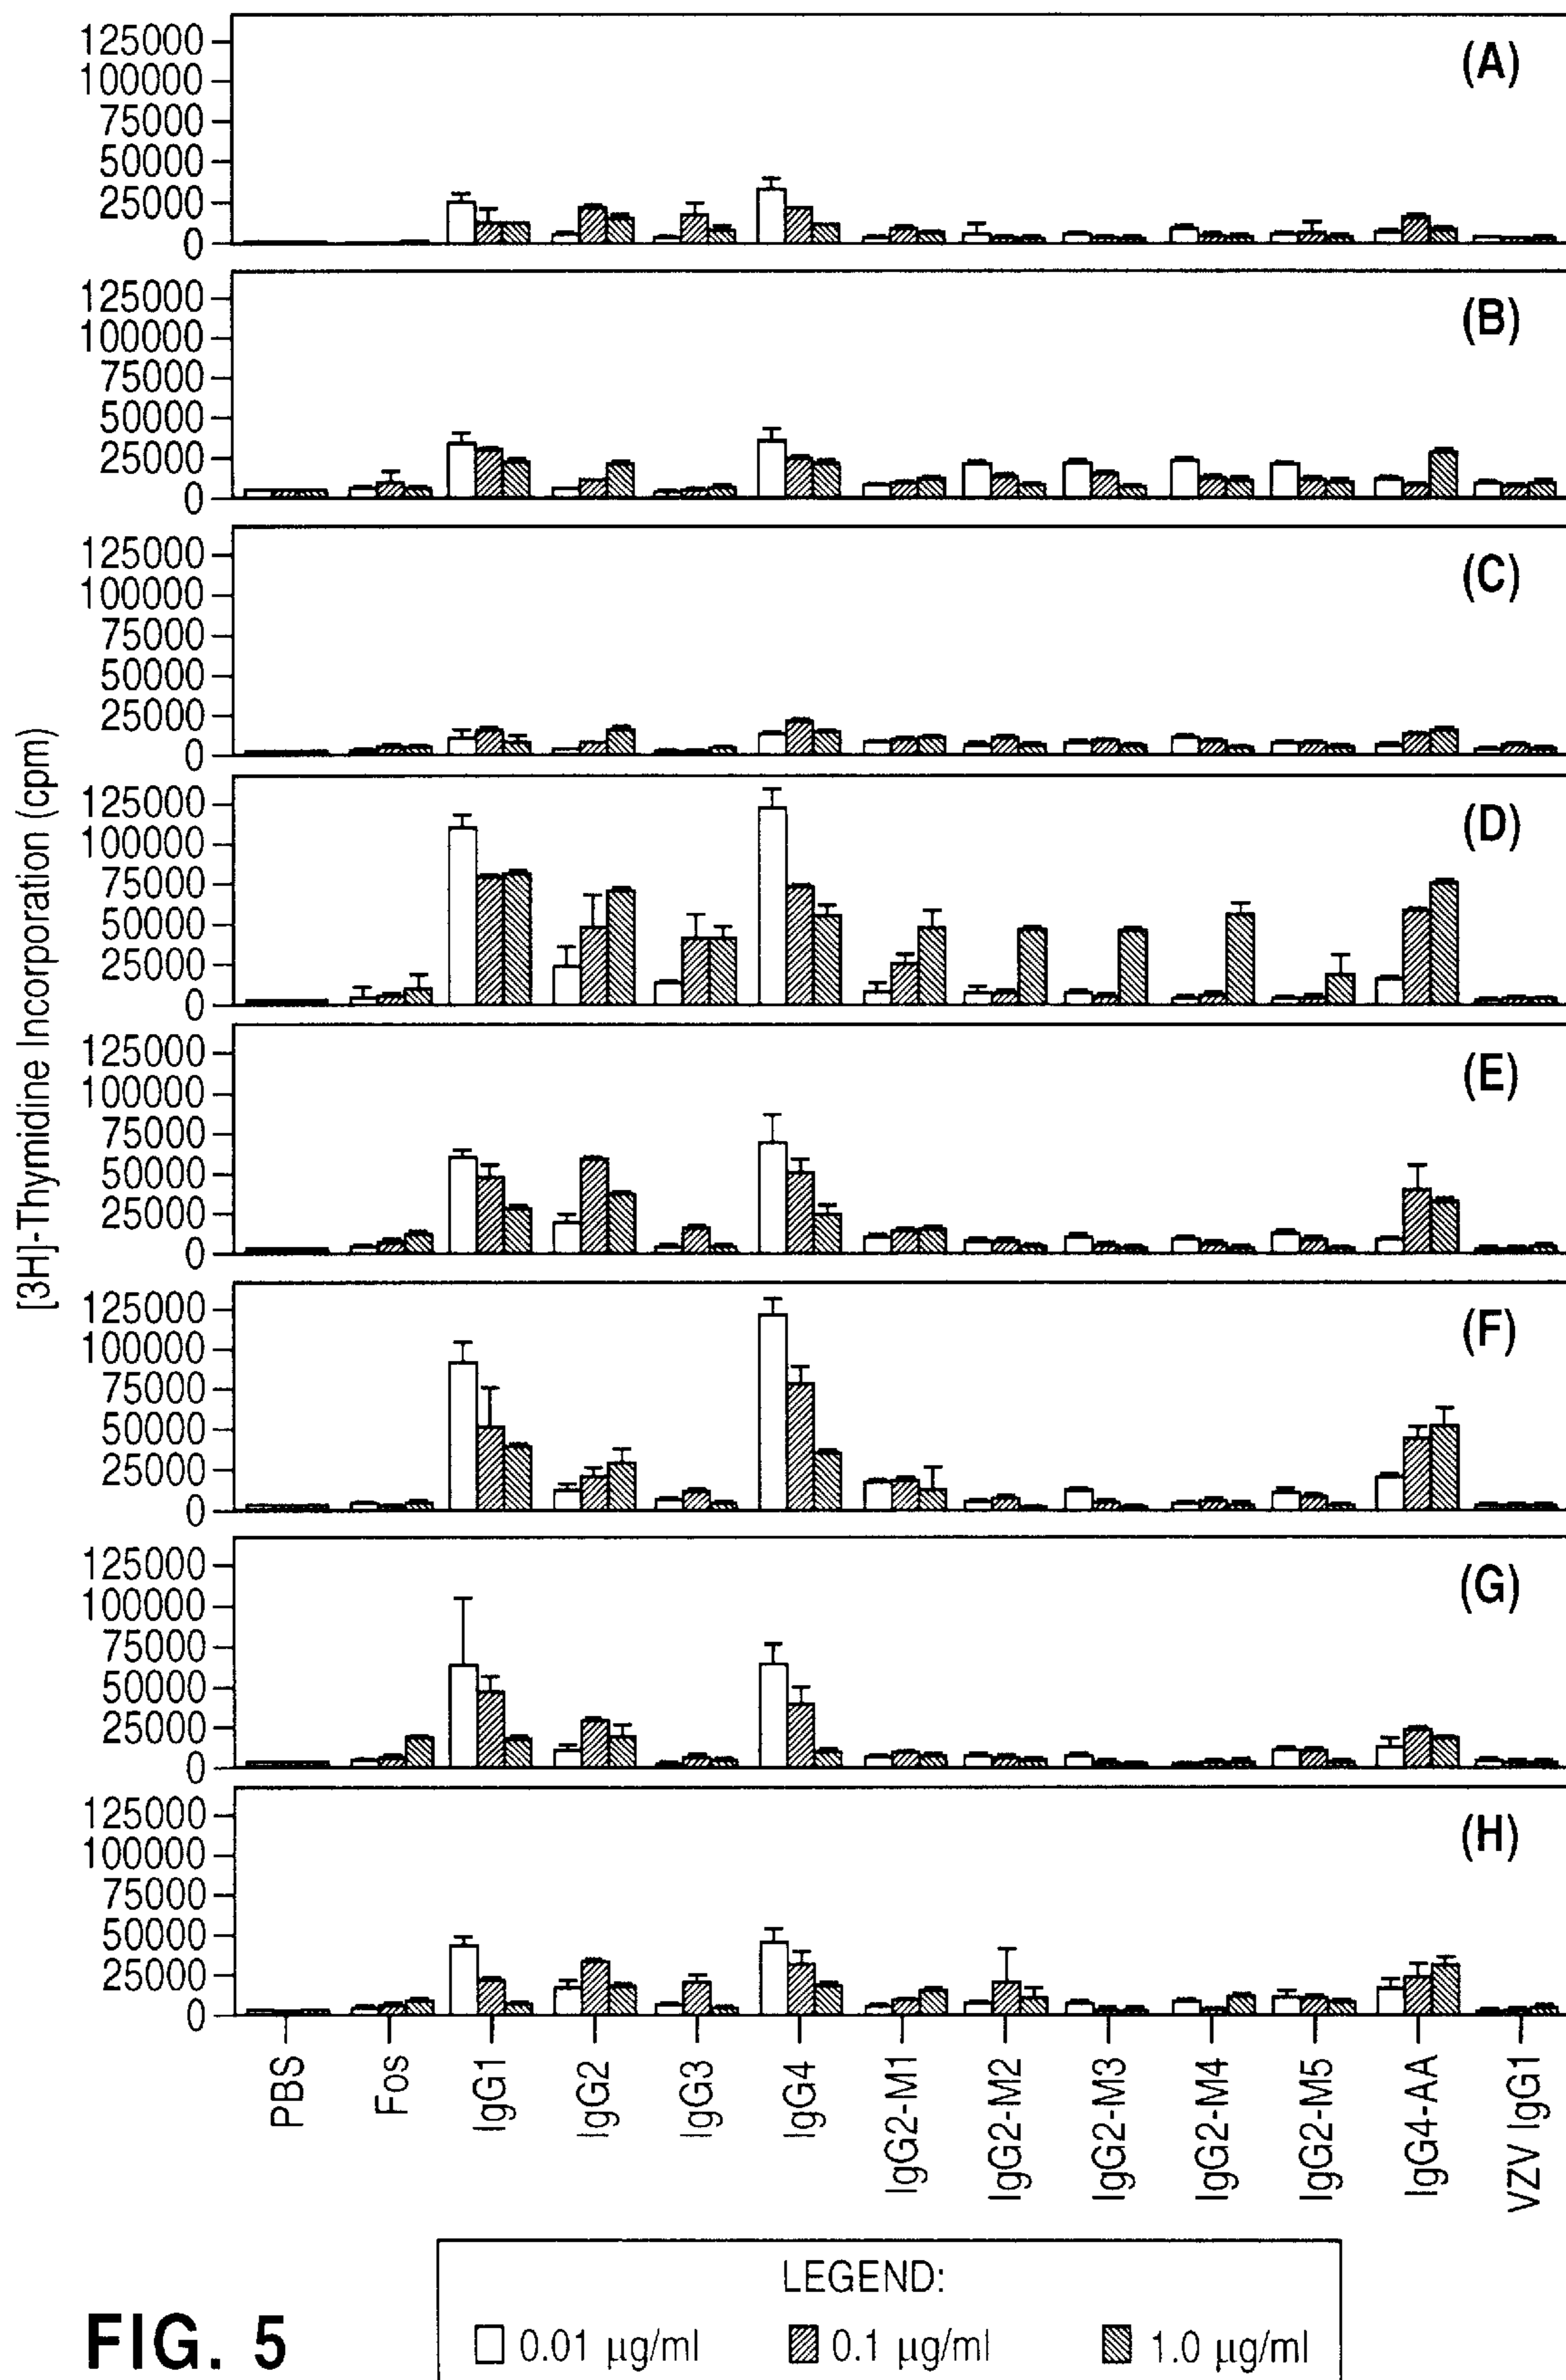 [3H]-Thymidine Incorporation (cpm)
(A)
125000
100000
75000
50000
25000
0
(B)
125000
100000
75000
50000
25000
0
(C)
125000
100000
75000
50000
25000
0
(D)
125000
100000
75000
50000
25000
0
(E)
125000
100000
75000
50000
25000
0
(F)
125000
100000
75000
50000
25000
0
(G)
125000
100000
75000
50000
25000
0
(H)
125000
100000
75000
50000
25000
0
PBS
Fos
IgG1
IgG2
IgG3
IgG4
IgG2-M1
IgG2-M2
IgG2-M3
IgG2-M4
IgG2-M5
IgG4-AA
VZV IgG1
LEGEND:
0.01 μg/ml
0.1 μg/ml
1.0 μg/ml
FIG. 5